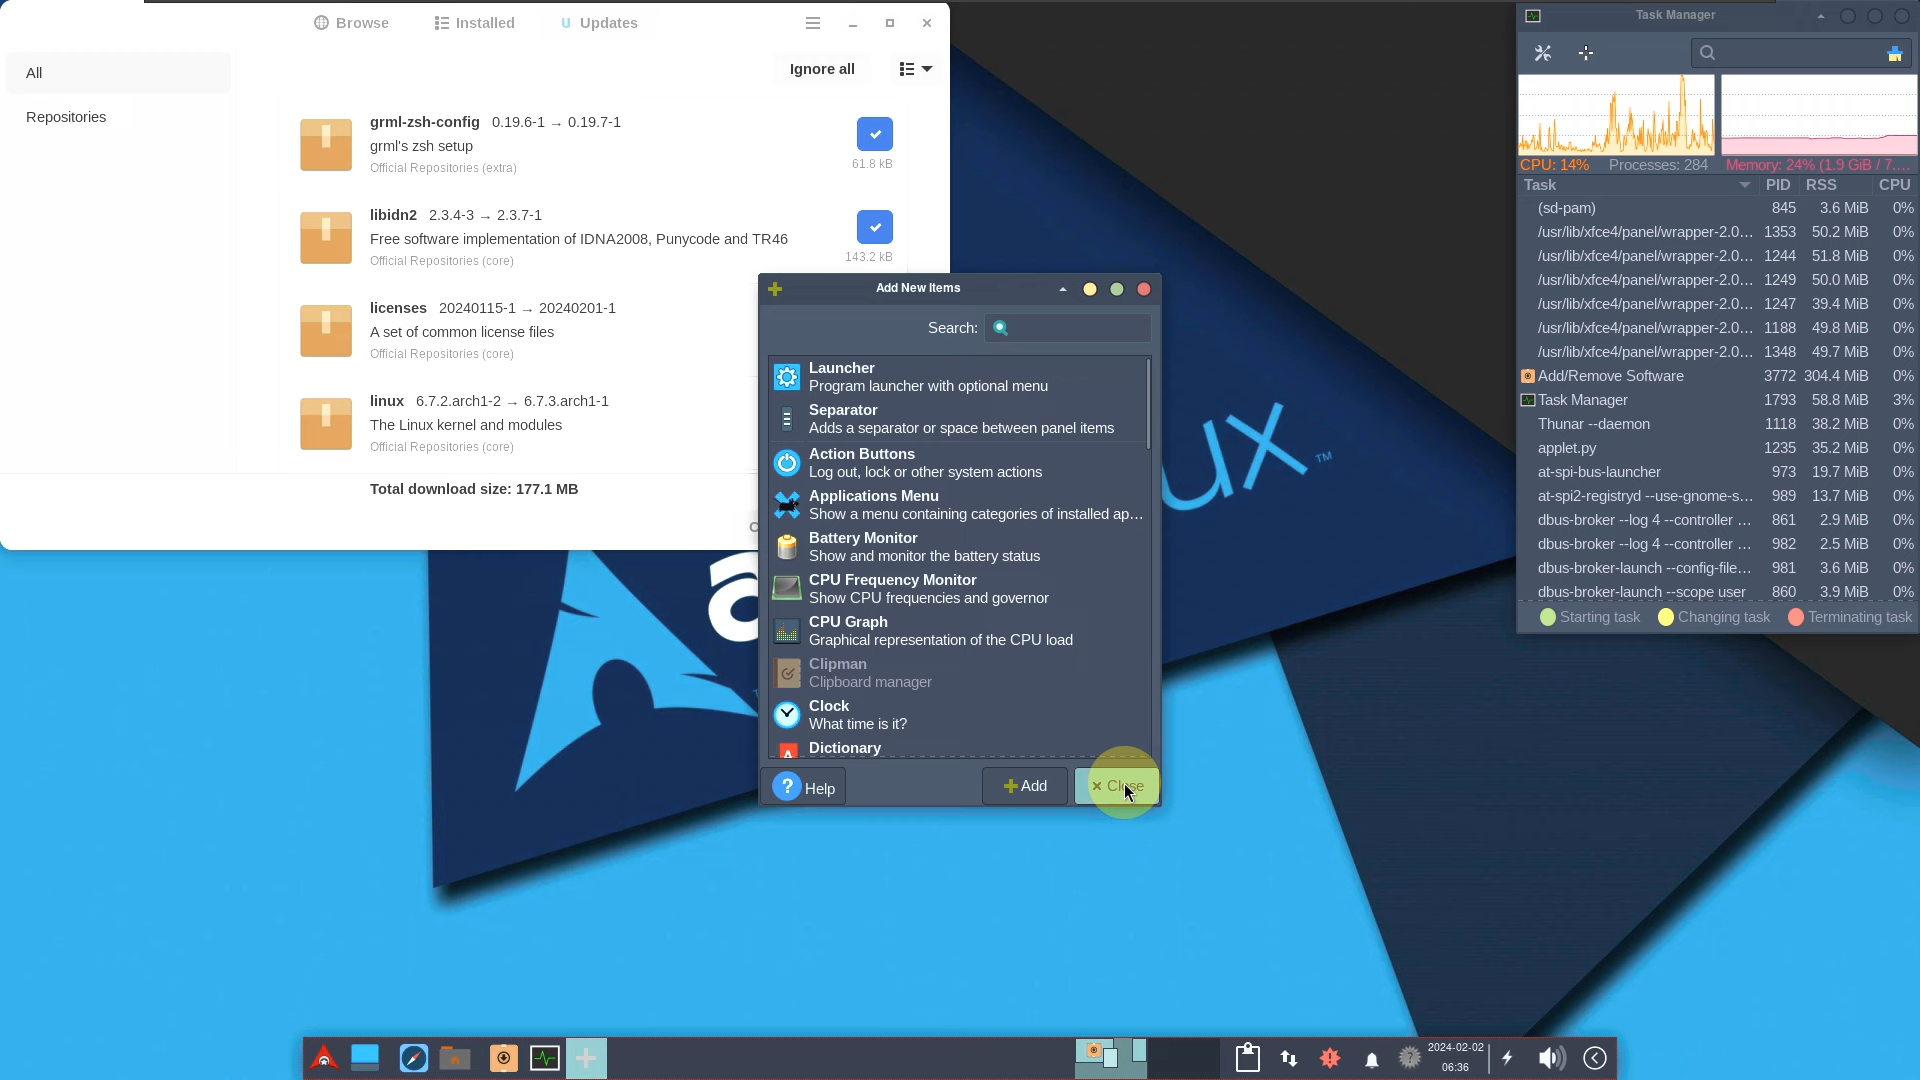 Browse
Installed
Updates
All
Repositories
Ignore all
grml-zsh-config 0.19.6-1 → 0.19.7-1
grml's zsh setup
Official Repositories (extra)
61.8 kB
libidn2 2.3.4-3 → 2.3.7-1
Free software implementation of IDNA2008, Punycode and TR46
Official Repositories (core)
143.2 kB
licenses 20240115-1 → 20240201-1
A set of common license files
Official Repositories (core)
linux 6.7.2.arch1-2 → 6.7.3.arch1-1
The Linux kernel and modules
Official Repositories (core)
Total download size: 177.1 MB
Add New Items
Search:
Launcher
Program launcher with optional menu
Separator
Adds a separator or space between panel items
Action Buttons
Log out, lock or other system actions
Applications Menu
Show a menu containing categories of installed ap...
Battery Monitor
Show and monitor the battery status
CPU Frequency Monitor
Show CPU frequencies and governor
CPU Graph
Graphical representation of the CPU load
Clipman
Clipboard manager
Clock
What time is it?
Dictionary
Help
Add
Close
Task Manager
CPU: 14% Processes: 284 Memory: 24% (1.9 GiB / 7....
Task PID RSS CPU
(sd-pam) 845 3.6 MiB 0%
/usr/lib/xfce4/panel/wrapper-2.0... 1353 50.2 MiB 0%
/usr/lib/xfce4/panel/wrapper-2.0... 1244 51.8 MiB 0%
/usr/lib/xfce4/panel/wrapper-2.0... 1249 50.0 MiB 0%
/usr/lib/xfce4/panel/wrapper-2.0... 1247 39.4 MiB 0%
/usr/lib/xfce4/panel/wrapper-2.0... 1188 49.8 MiB 0%
/usr/lib/xfce4/panel/wrapper-2.0... 1348 49.7 MiB 0%
Add/Remove Software 3772 304.4 MiB 0%
Task Manager 1793 58.8 MiB 3%
Thunar --daemon 1118 38.2 MiB 0%
applet.py 1235 35.2 MiB 0%
at-spi-bus-launcher 973 19.7 MiB 0%
at-spi2-registryd --use-gnome-s... 989 13.7 MiB 0%
dbus-broker --log 4 --controller ... 861 2.9 MiB 0%
dbus-broker --log 4 --controller ... 982 2.5 MiB 0%
dbus-broker-launch --config-file... 981 3.6 MiB 0%
dbus-broker-launch --scope user 860 3.9 MiB 0%
Starting task
Changing task
Terminating task
a
ux ™
2024-02-02
06:36